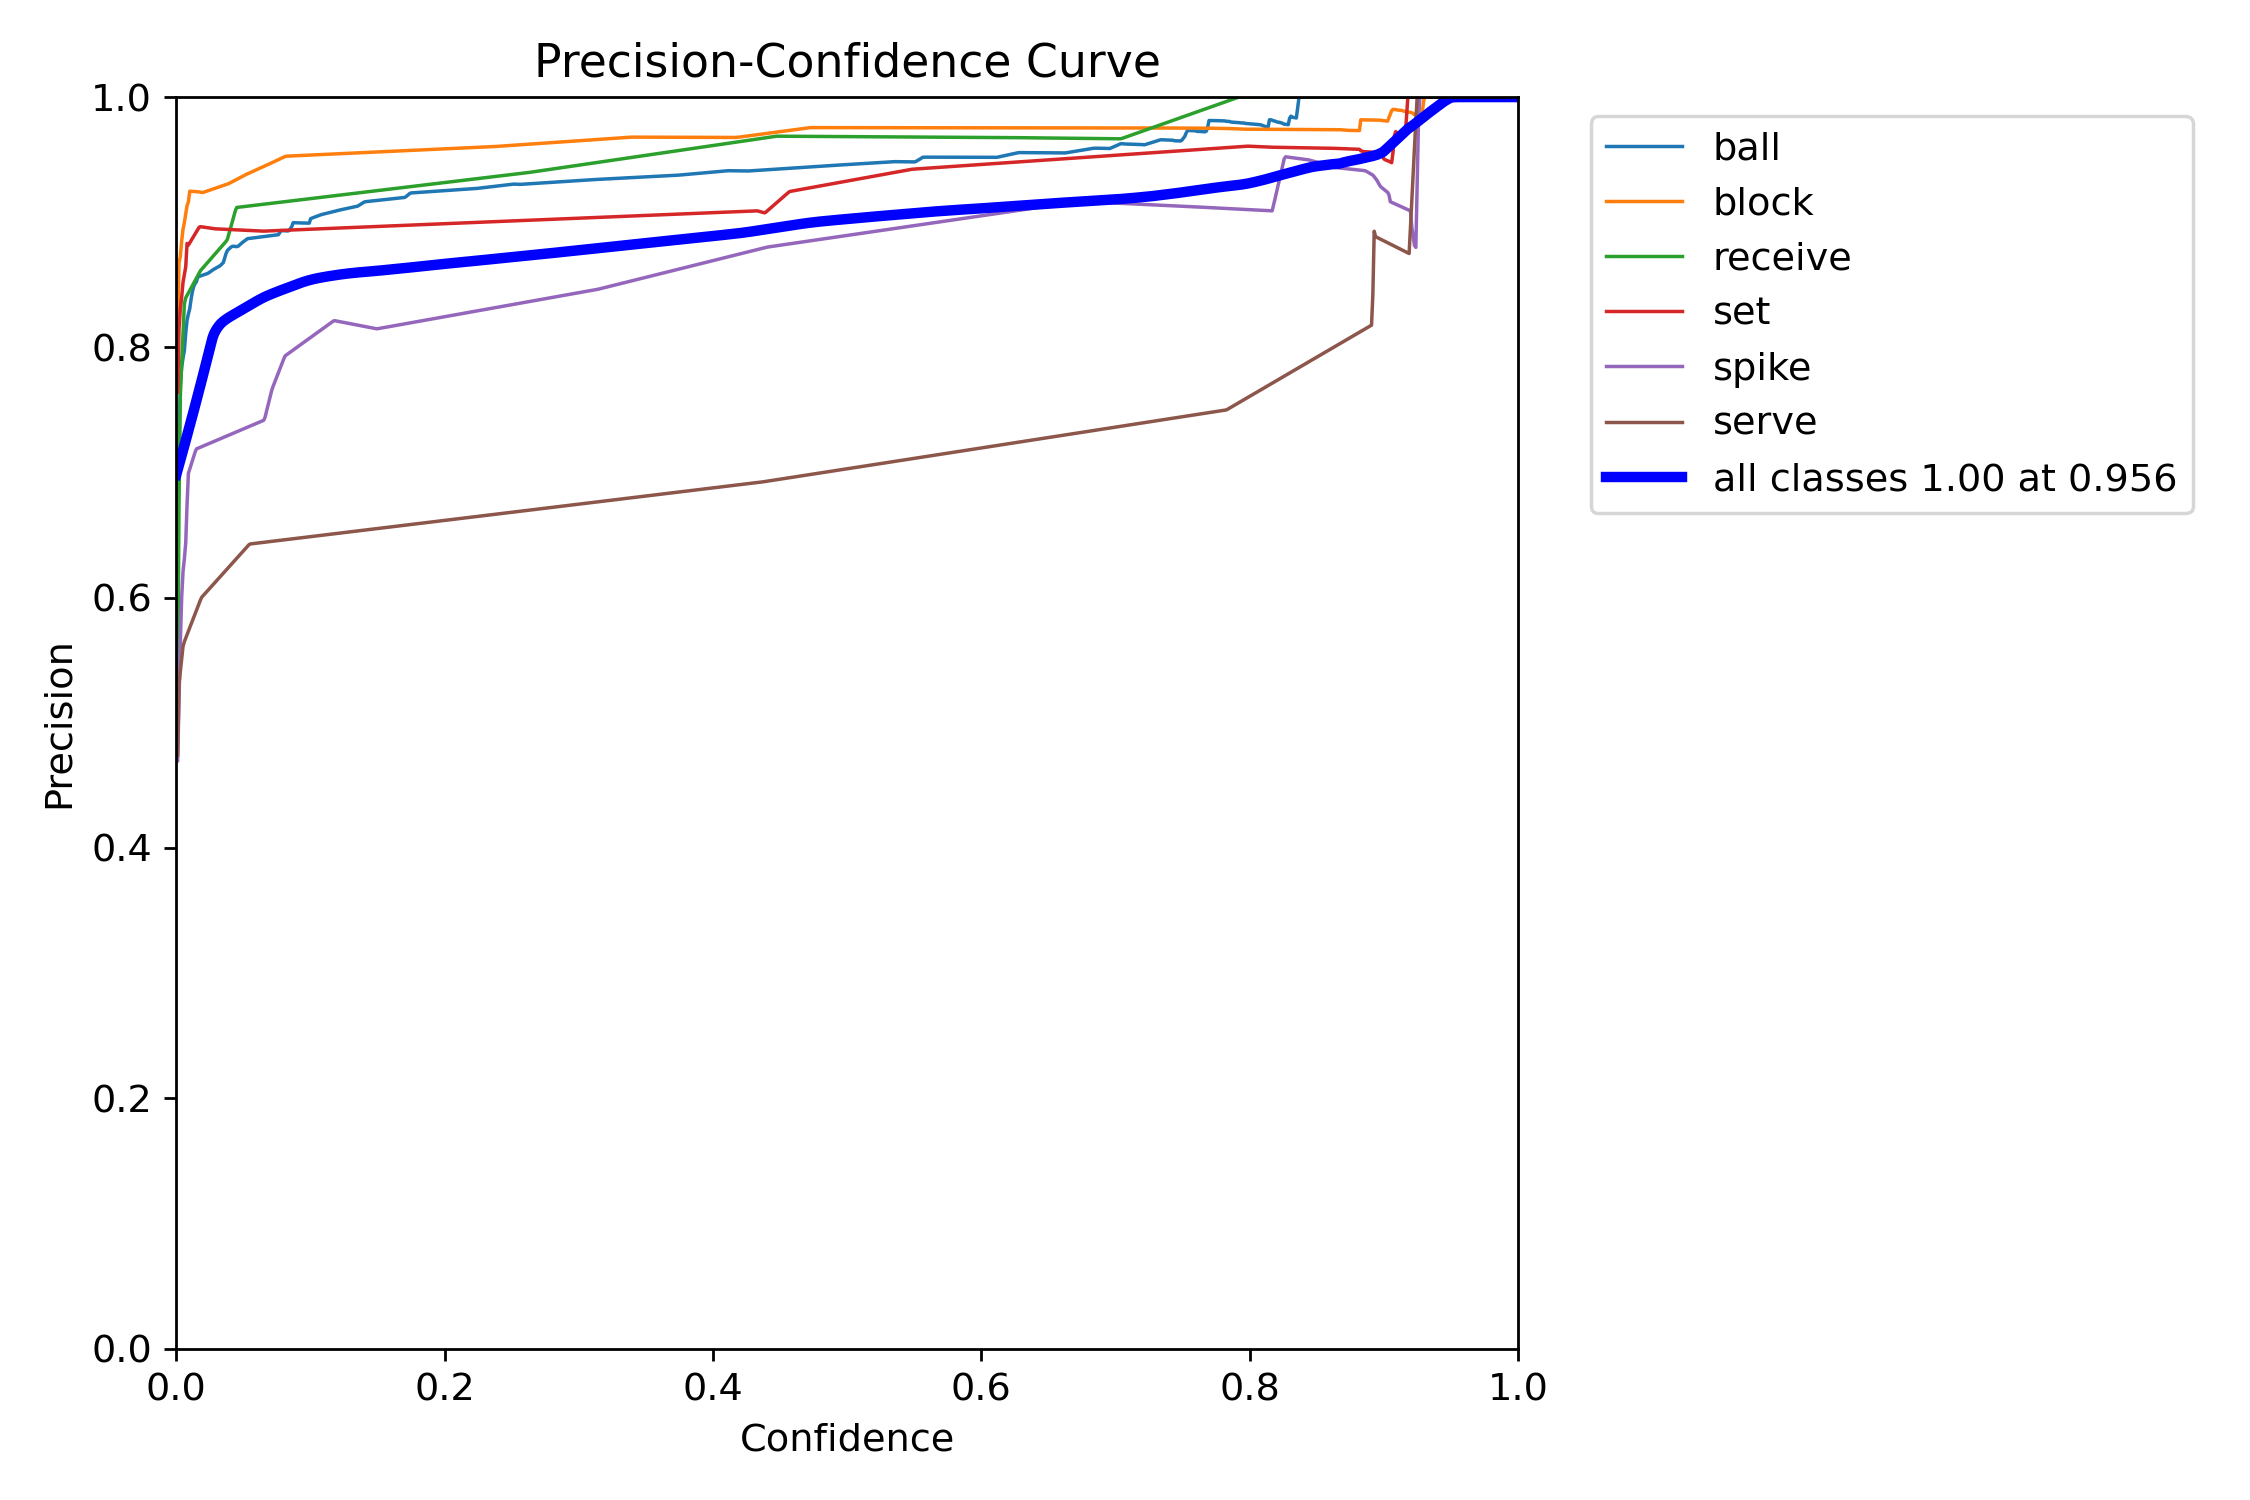 Precision-Confidence Curve
1.0
0.8
0.6
0.4
0.2
0.0
Precision
0.0 0.2 0.4 0.6 0.8 1.0
Confidence
ball
block
receive
set
spike
serve
all classes 1.00 at 0.956